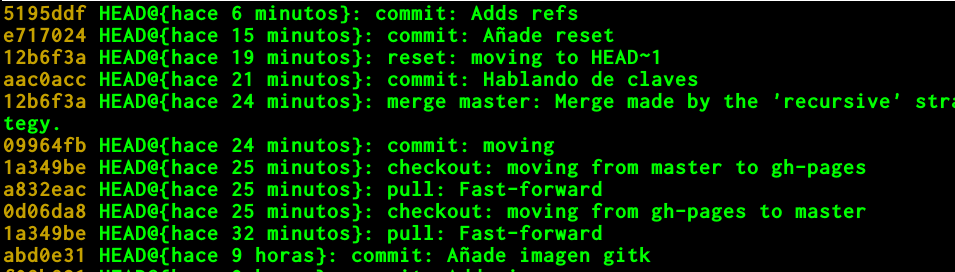 5195ddf HEAD@{hace 6 minutos}: commit: Adds refs
e717024 HEAD@{hace 15 minutos}: commit: Añade reset
12b6f3a HEAD@{hace 19 minutos}: reset: moving to HEAD~1
aac0acc HEAD@{hace 21 minutos}: commit: Hablando de claves
12b6f3a HEAD@{hace 24 minutos}: merge master: Merge made by the 'recursive' stra
tegy.
09964fb HEAD@{hace 24 minutos}: commit: moving
1a349be HEAD@{hace 25 minutos}: checkout: moving from master to gh-pages
a832eac HEAD@{hace 25 minutos}: pull: Fast-forward
0d06da8 HEAD@{hace 25 minutos}: checkout: moving from gh-pages to master
1a349be HEAD@{hace 32 minutos}: pull: Fast-forward
abd0e31 HEAD@{hace 9 horas}: commit: Añade imagen gitk